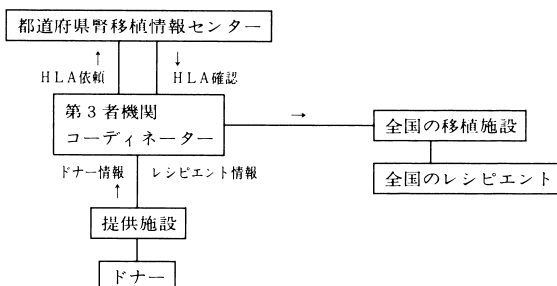 都道府県腎移植情報センター
↑ ↓
HLA依頼 HLA確認
第3者機関
コーディネーター
→
全国の移植施設
全国のレシピエント
ドナー情報 レシピエント情報
↑
提供施設
ドナー